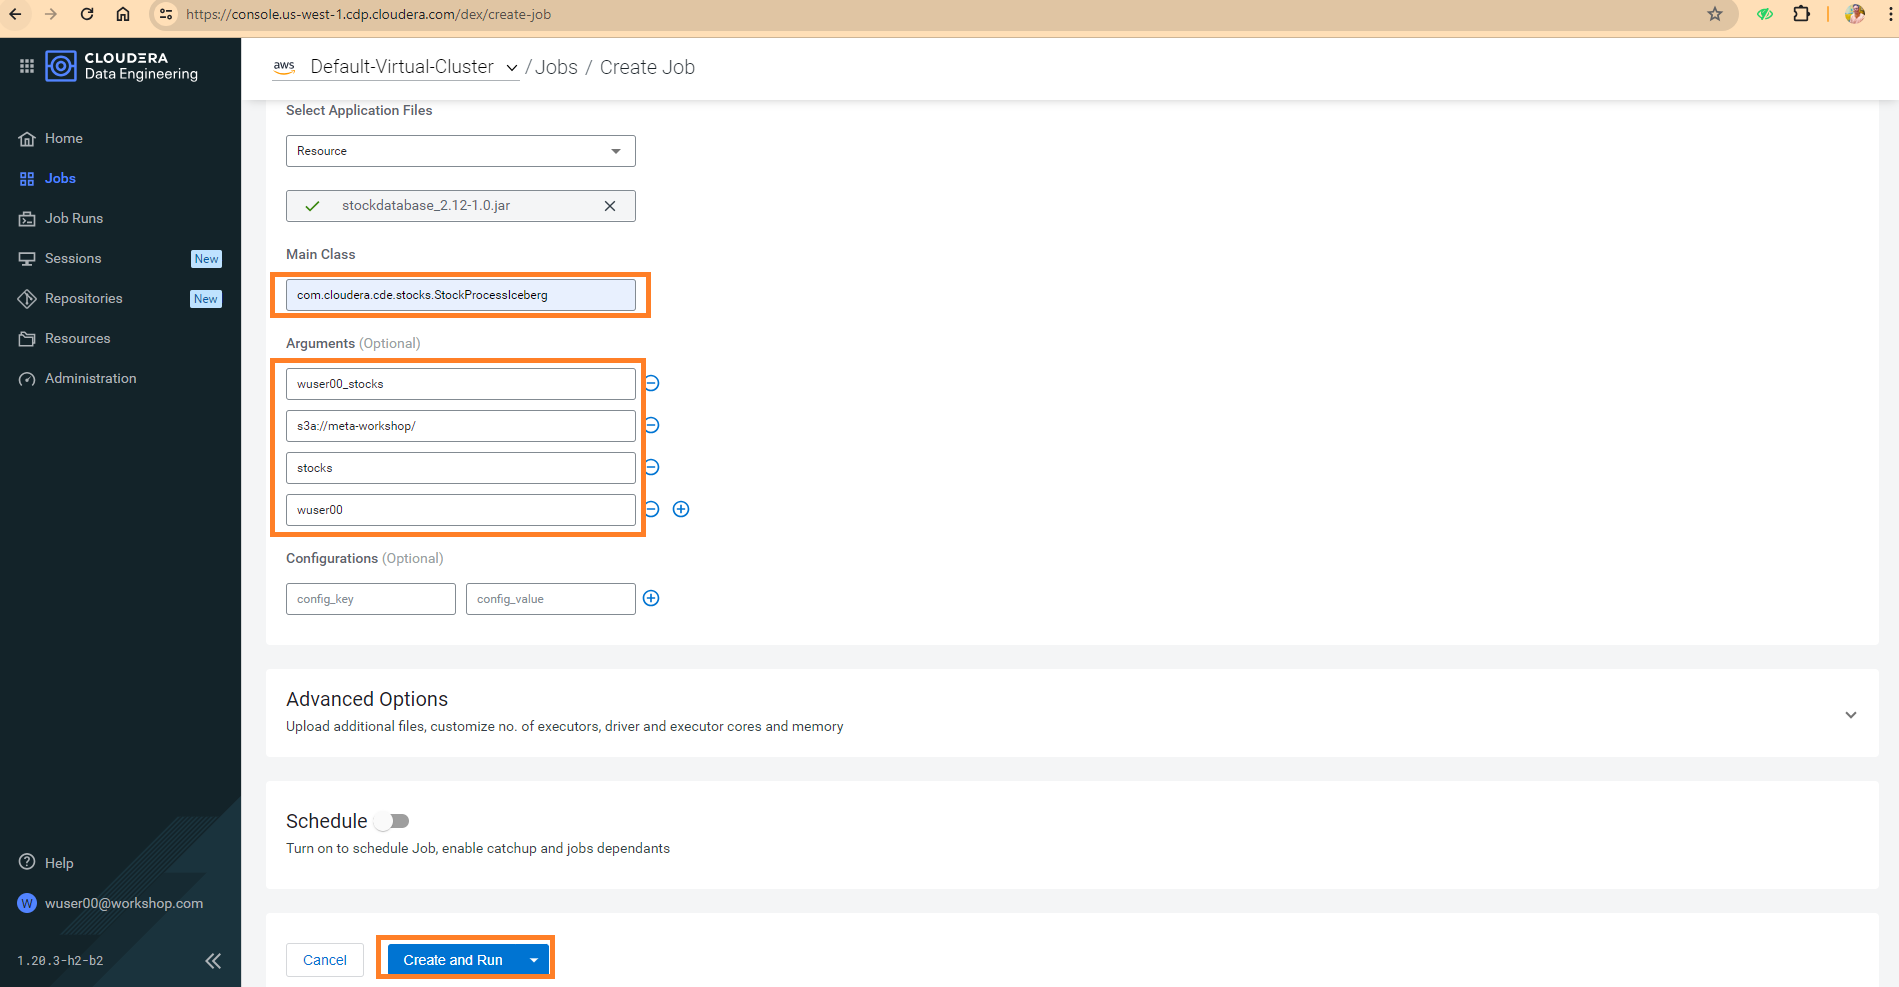 https://console.us-west-1.cdp.cloudera.com/dex/create-job
CLOUDERA
Data Engineering
aws Default-Virtual-Cluster / Jobs / Create Job
Home
Jobs
Job Runs
Sessions New
Repositories New
Resources
Administration
Help
W wuser00@workshop.com
1.20.3-h2-b2
Select Application Files
Resource
stockdatabase_2.12-1.0.jar
Main Class
com.cloudera.cde.stocks.StockProcessIceberg
Arguments (Optional)
wuser00_stocks
s3a://meta-workshop/
stocks
wuser00
Configurations (Optional)
config_key config_value
Advanced Options
Upload additional files, customize no. of executors, driver and executor cores and memory
Schedule
Turn on to schedule Job, enable catchup and jobs dependants
Cancel Create and Run